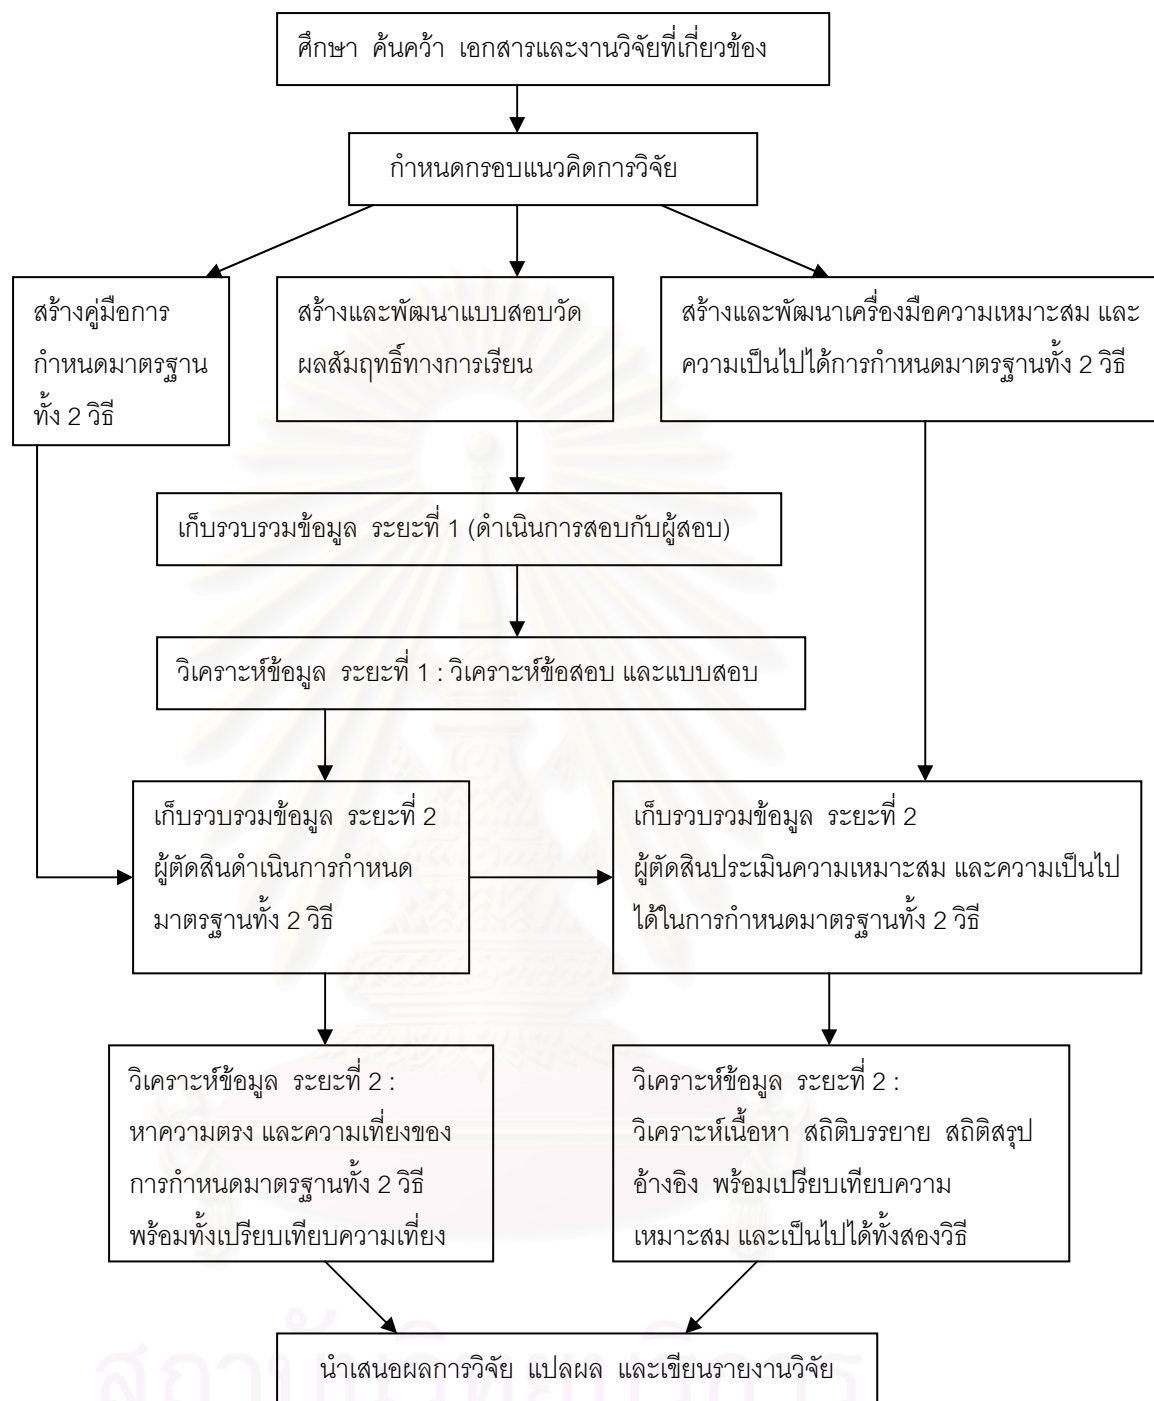 ศึกษา ค้นคว้า เอกสารและงานวิจัยที่เกี่ยวข้อง
กำหนดกรอบแนวคิดการวิจัย
สร้างคู่มือการ
กำหนดมาตรฐาน
ทั้ง 2 วิธี
สร้างและพัฒนาแบบสอบวัด
ผลสัมฤทธิ์ทางการเรียน
สร้างและพัฒนาเครื่องมือความเหมาะสม และ
ความเป็นไปได้การกำหนดมาตรฐานทั้ง 2 วิธี
เก็บรวบรวมข้อมูล ระยะที่ 1 (ดำเนินการสอบกับผู้สอบ)
วิเคราะห์ข้อมูล ระยะที่ 1 : วิเคราะห์ข้อสอบ และแบบสอบ
เก็บรวบรวมข้อมูล ระยะที่ 2
ผู้ตัดสินดำเนินการกำหนด
มาตรฐานทั้ง 2 วิธี
เก็บรวบรวมข้อมูล ระยะที่ 2
ผู้ตัดสินประเมินความเหมาะสม และความเป็นไป
ได้ในการกำหนดมาตรฐานทั้ง 2 วิธี
วิเคราะห์ข้อมูล ระยะที่ 2 :
หาความตรง และความเที่ยงของ
การกำหนดมาตรฐานทั้ง 2 วิธี
พร้อมทั้งเปรียบเทียบความเที่ยง
วิเคราะห์ข้อมูล ระยะที่ 2 :
วิเคราะห์เนื้อหา สถิติบรรยาย สถิติสรุป
อ้างอิง พร้อมเปรียบเทียบความ
เหมาะสม และเป็นไปได้ทั้งสองวิธี
นำเสนอผลการวิจัย แปลผล และเขียนรายงานวิจัย
สถาบันวิทยบริการ